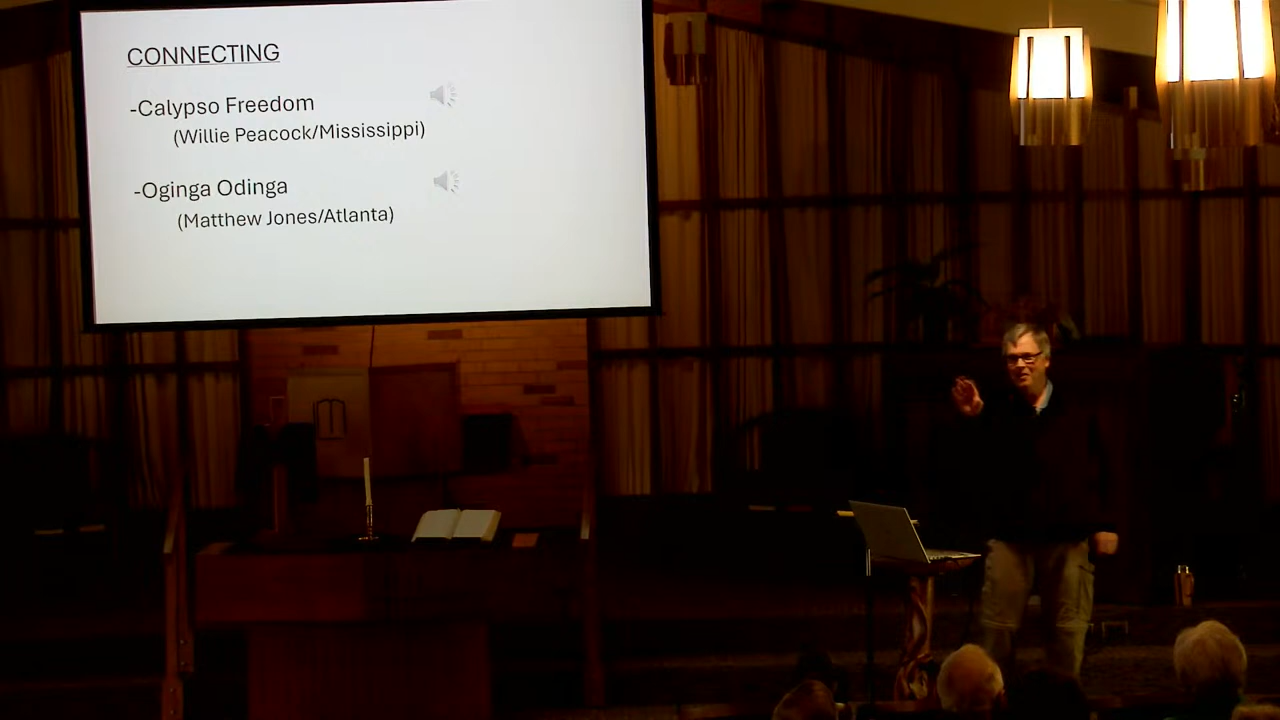 CONNECTING
-Calypso Freedom
(Willie Peacock/Mississippi)
-Oginga Odinga
(Matthew Jones/Atlanta)